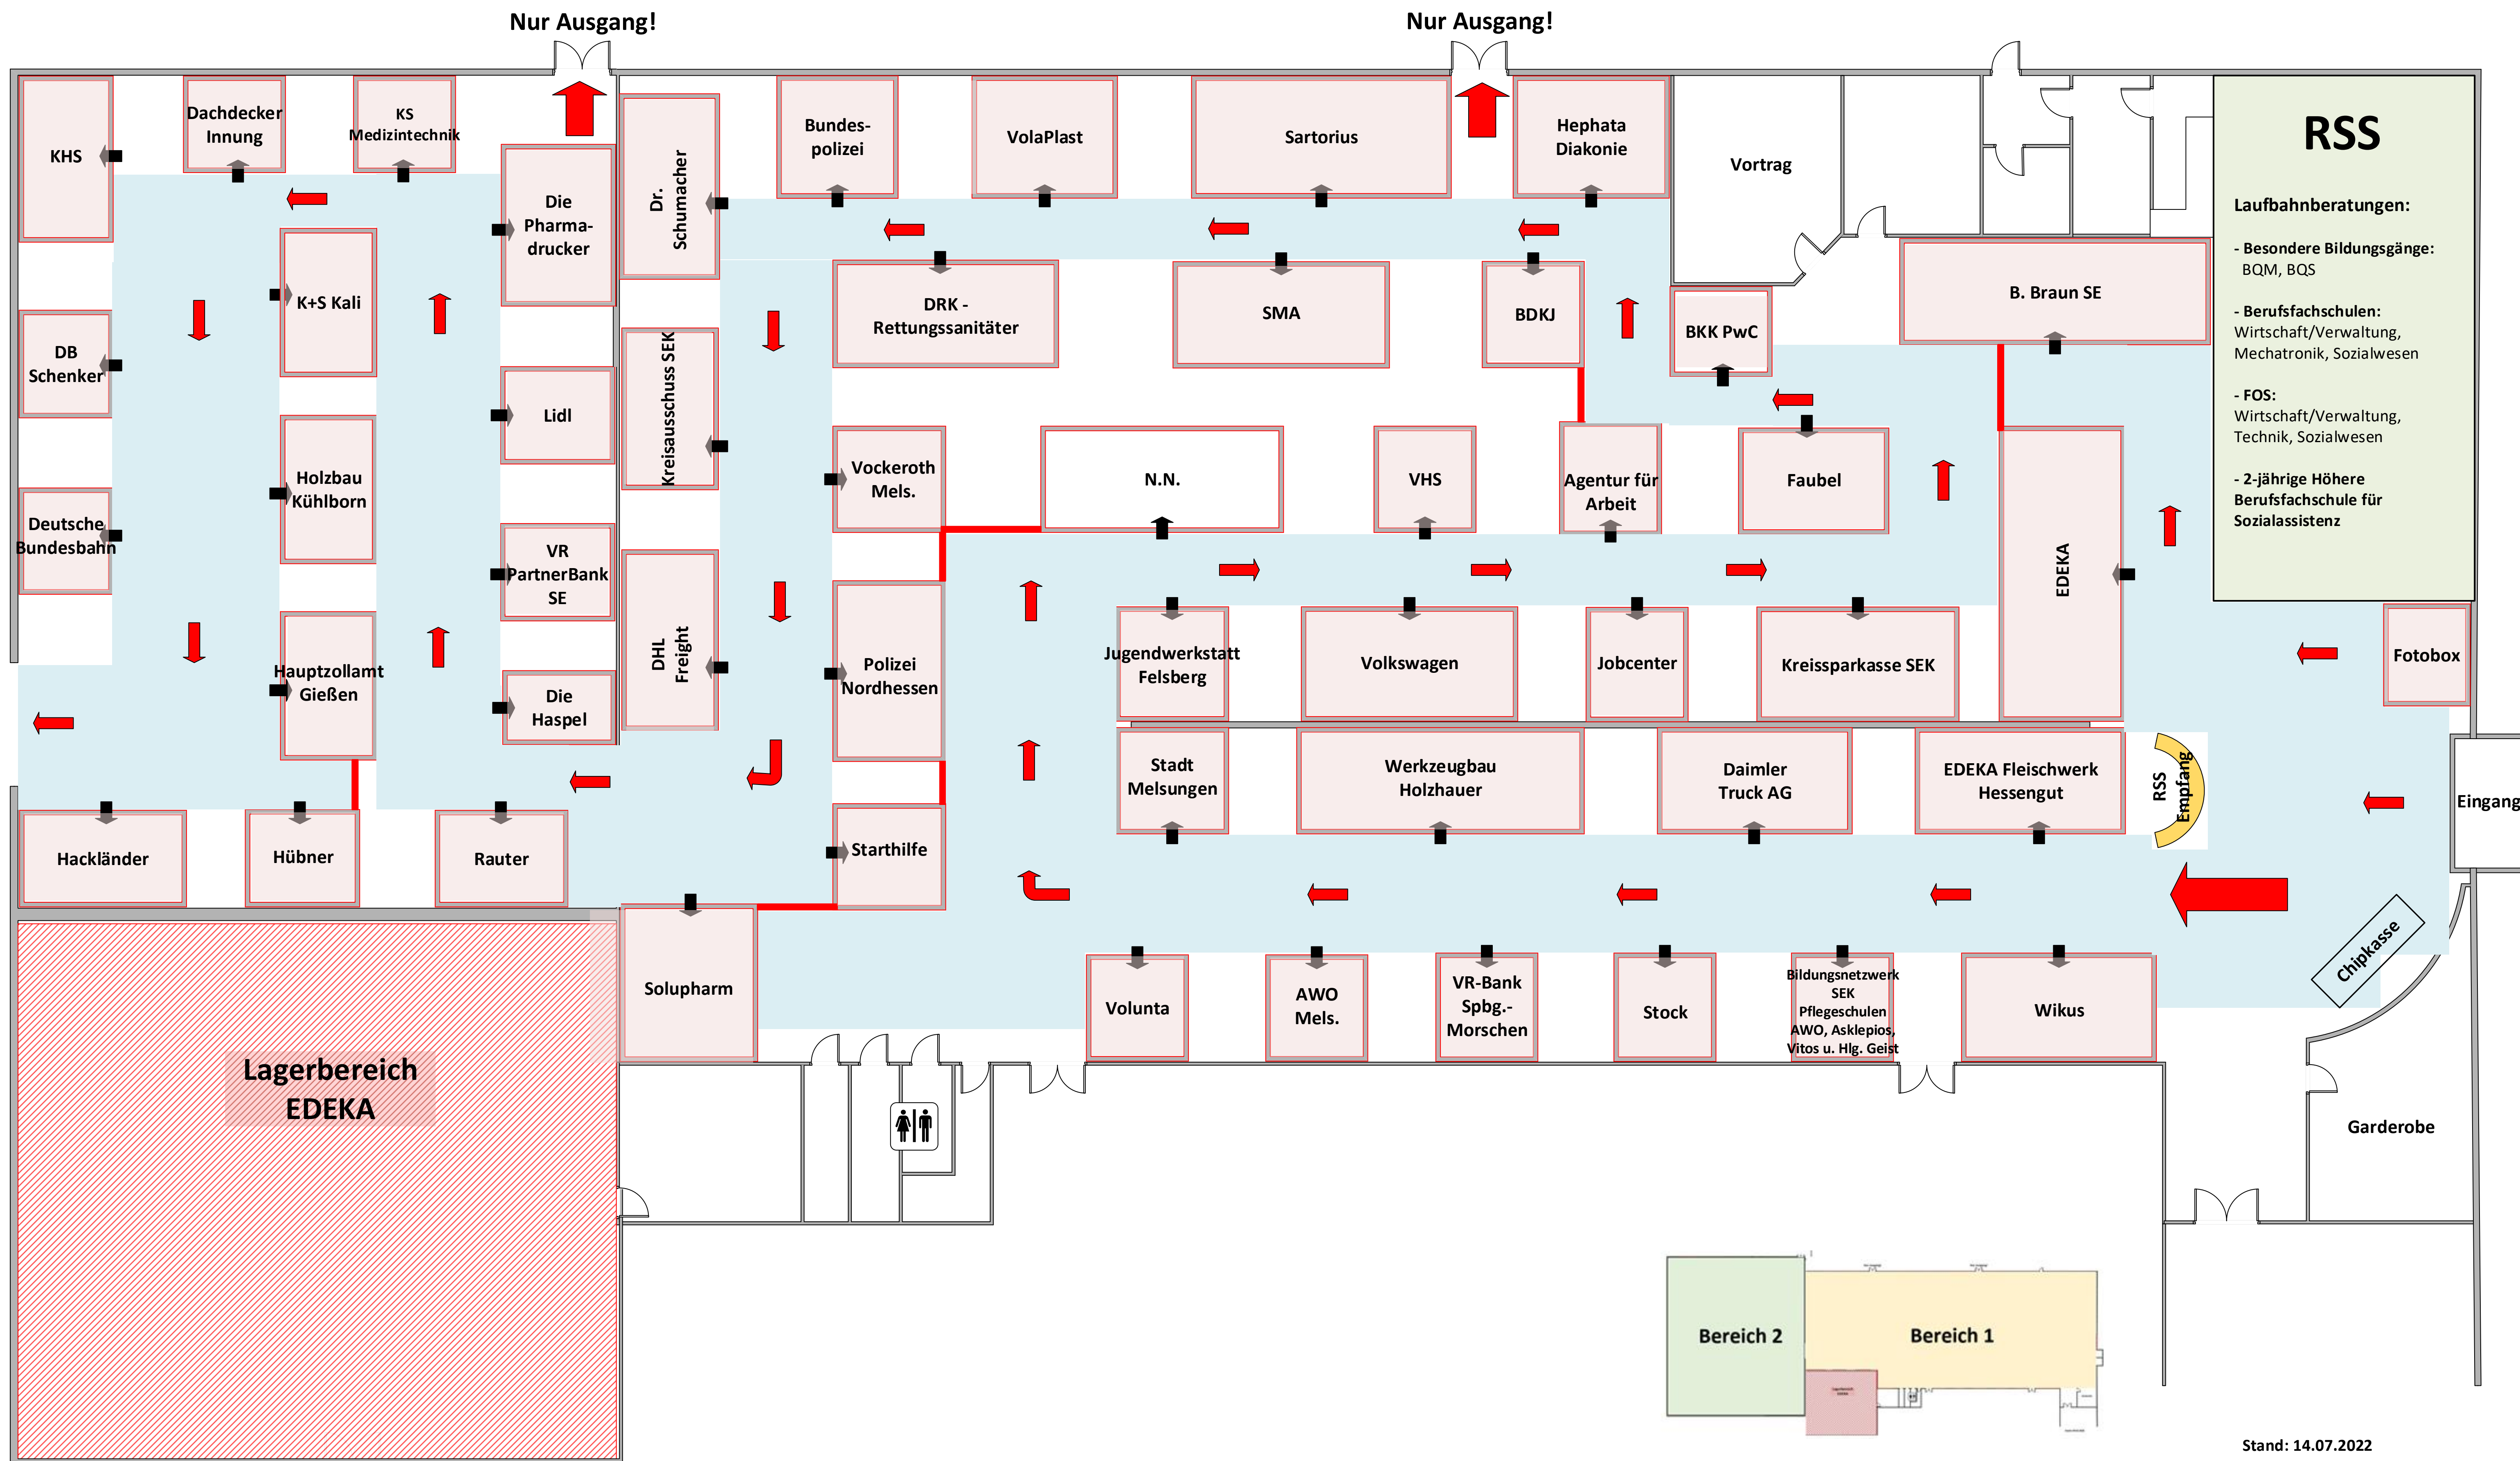 Nur Ausgang!
Nur Ausgang!
KHS
Dachdecker
Innung
KS
Medizintechnik
Die
Pharma-
drucker
Dr.
Schumacher
Bundes-
polizei
VolaPlast
Sartorius
Hephata
Diakonie
Vortrag
RSS
Laufbahnberatungen:
- Besondere Bildungsgänge:
BQM, BQS
- Berufsfachschulen:
Wirtschaft/Verwaltung,
Mechatronik, Sozialwesen
- FOS:
Wirtschaft/Verwaltung,
Technik, Sozialwesen
- 2-jährige Höhere
Berufsfachschule für
Sozialassistenz
K+S Kali
DRK -
Rettungssanitäter
SMA
BDKJ
BKK PwC
B. Braun SE
DB
Schenker
Lidl
Kreisausschuss SEK
Holzbau
Kühlborn
Vockeroth
Mels.
N.N.
VHS
Agentur für
Arbeit
Faubel
EDEKA
Deutsche
Bundesbahn
VR
PartnerBank
SE
Hauptzollamt
Gießen
Die
Haspel
DHL
Freight
Polizei
Nordhessen
Jugendwerkstatt
Felsberg
Volkswagen
Jobcenter
Kreissparkasse SEK
Fotobox
Stadt
Melsungen
Werkzeugbau
Holzhauer
Daimler
Truck AG
EDEKA Fleischwerk
Hessengut
RSS
Empfang
Eingang
Hackländer
Hübner
Rauter
Starthilfe
Chipkasse
Solupharm
Volunta
AWO
Mels.
VR-Bank
Spbg.-
Morschen
Stock
Bildungsnetzwerk
SEK
Pflegeschulen
AWO, Asklepios,
Vitos u. Hlg. Geist
Wikus
Lagerbereich
EDEKA
Garderobe
Bereich 2
Bereich 1
Stand: 14.07.2022